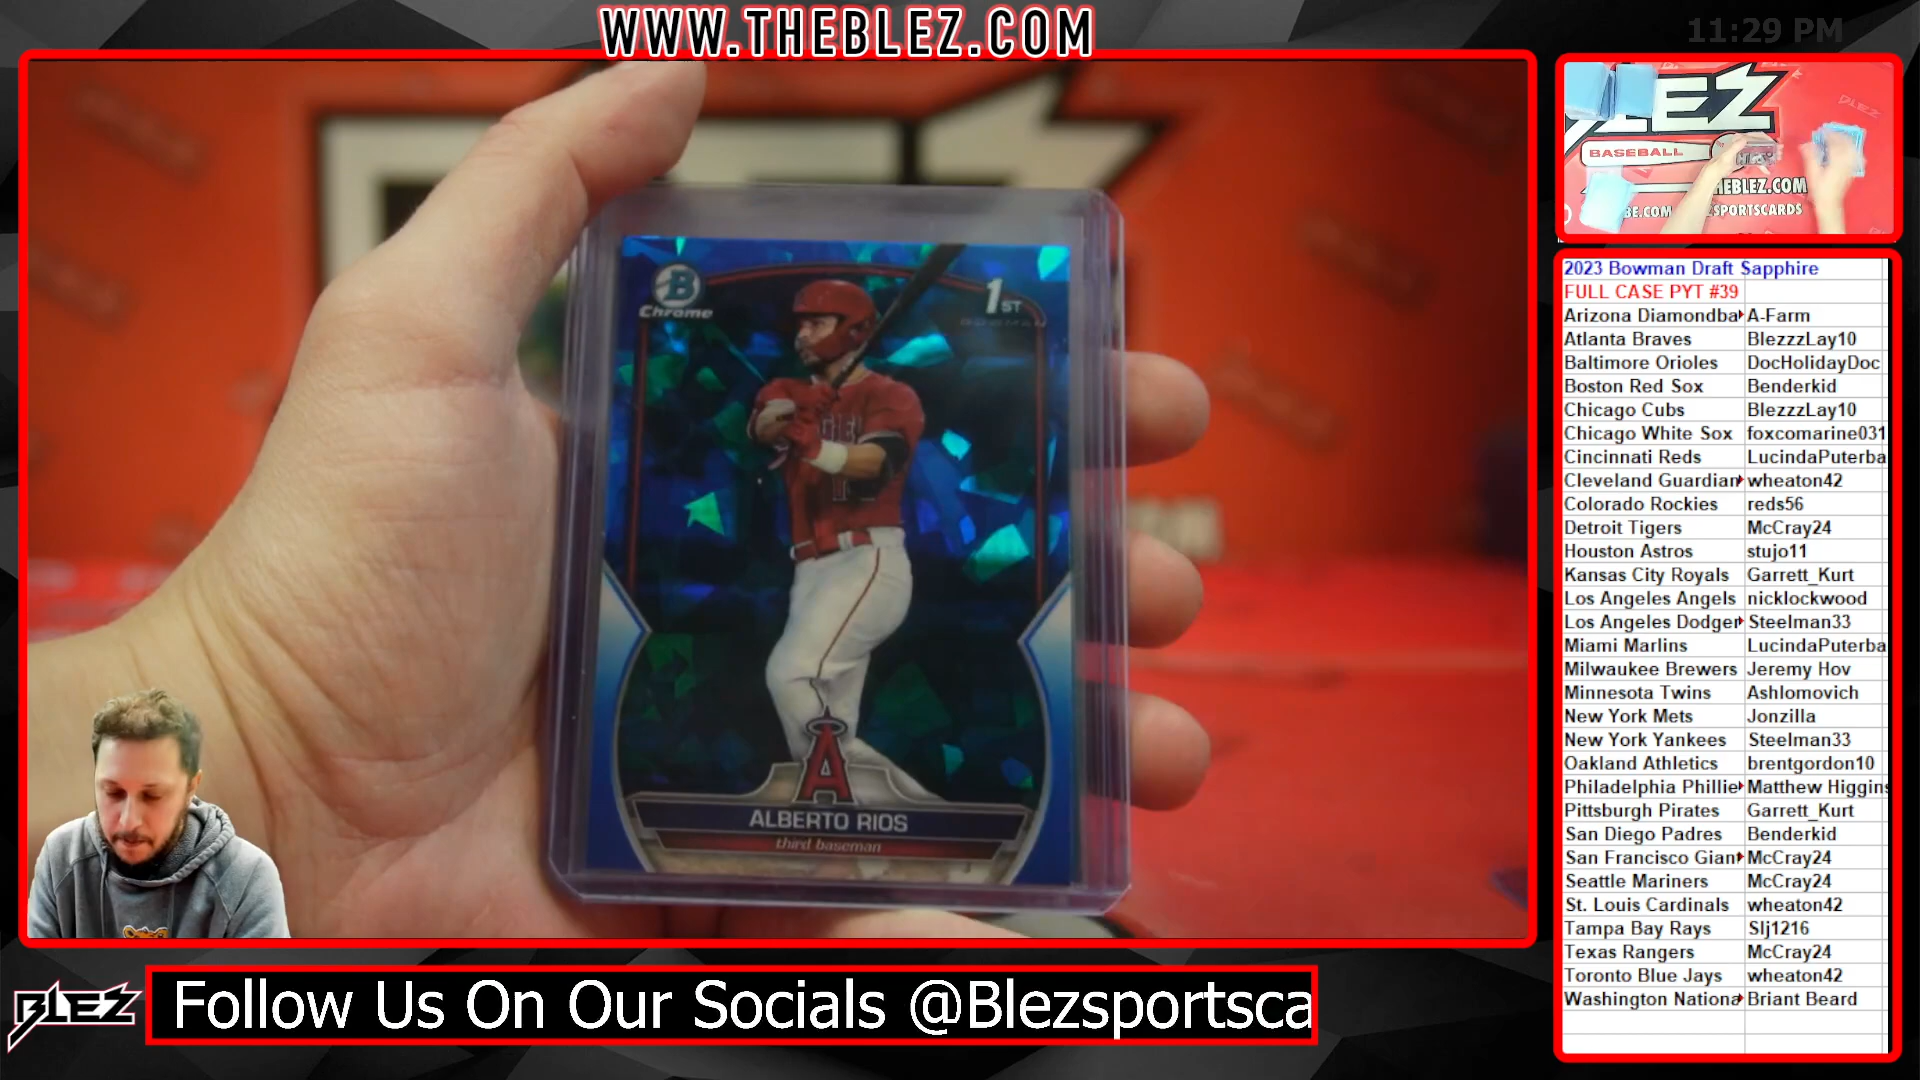 WWW.THEBLEZ.COM
11:29 PM
B
Chrome
1ST
BOWMAN
A
ALBERTO RIOS
third baseman
BLEZ
LEZ
BASEBALL
THEBLEZ.COM
BE.COM
SPORTSCARDS
2023 Bowman Draft Sapphire
FULL CASE PYT #39
Arizona Diamondba A-Farm
Atlanta Braves BlezzzLay10
Baltimore Orioles DocHolidayDoc
Boston Red Sox Benderkid
Chicago Cubs BlezzzLay10
Chicago White Sox foxcomarine031
Cincinnati Reds LucindaPuterba
Cleveland Guardian wheaton42
Colorado Rockies reds56
Detroit Tigers McCray24
Houston Astros stujo11
Kansas City Royals Garrett_Kurt
Los Angeles Angels nicklockwood
Los Angeles Dodger Steelman33
Miami Marlins LucindaPuterba
Milwaukee Brewers Jeremy Hov
Minnesota Twins Ashlomovich
New York Mets Jonzilla
New York Yankees Steelman33
Oakland Athletics brentgordon10
Philadelphia Phillie Matthew Higgins
Pittsburgh Pirates Garrett_Kurt
San Diego Padres Benderkid
San Francisco Gian McCray24
Seattle Mariners McCray24
St. Louis Cardinals wheaton42
Tampa Bay Rays Slj1216
Texas Rangers McCray24
Toronto Blue Jays wheaton42
Washington Nationa Briant Beard
BLEZ
Follow Us On Our Socials @Blezsportsca